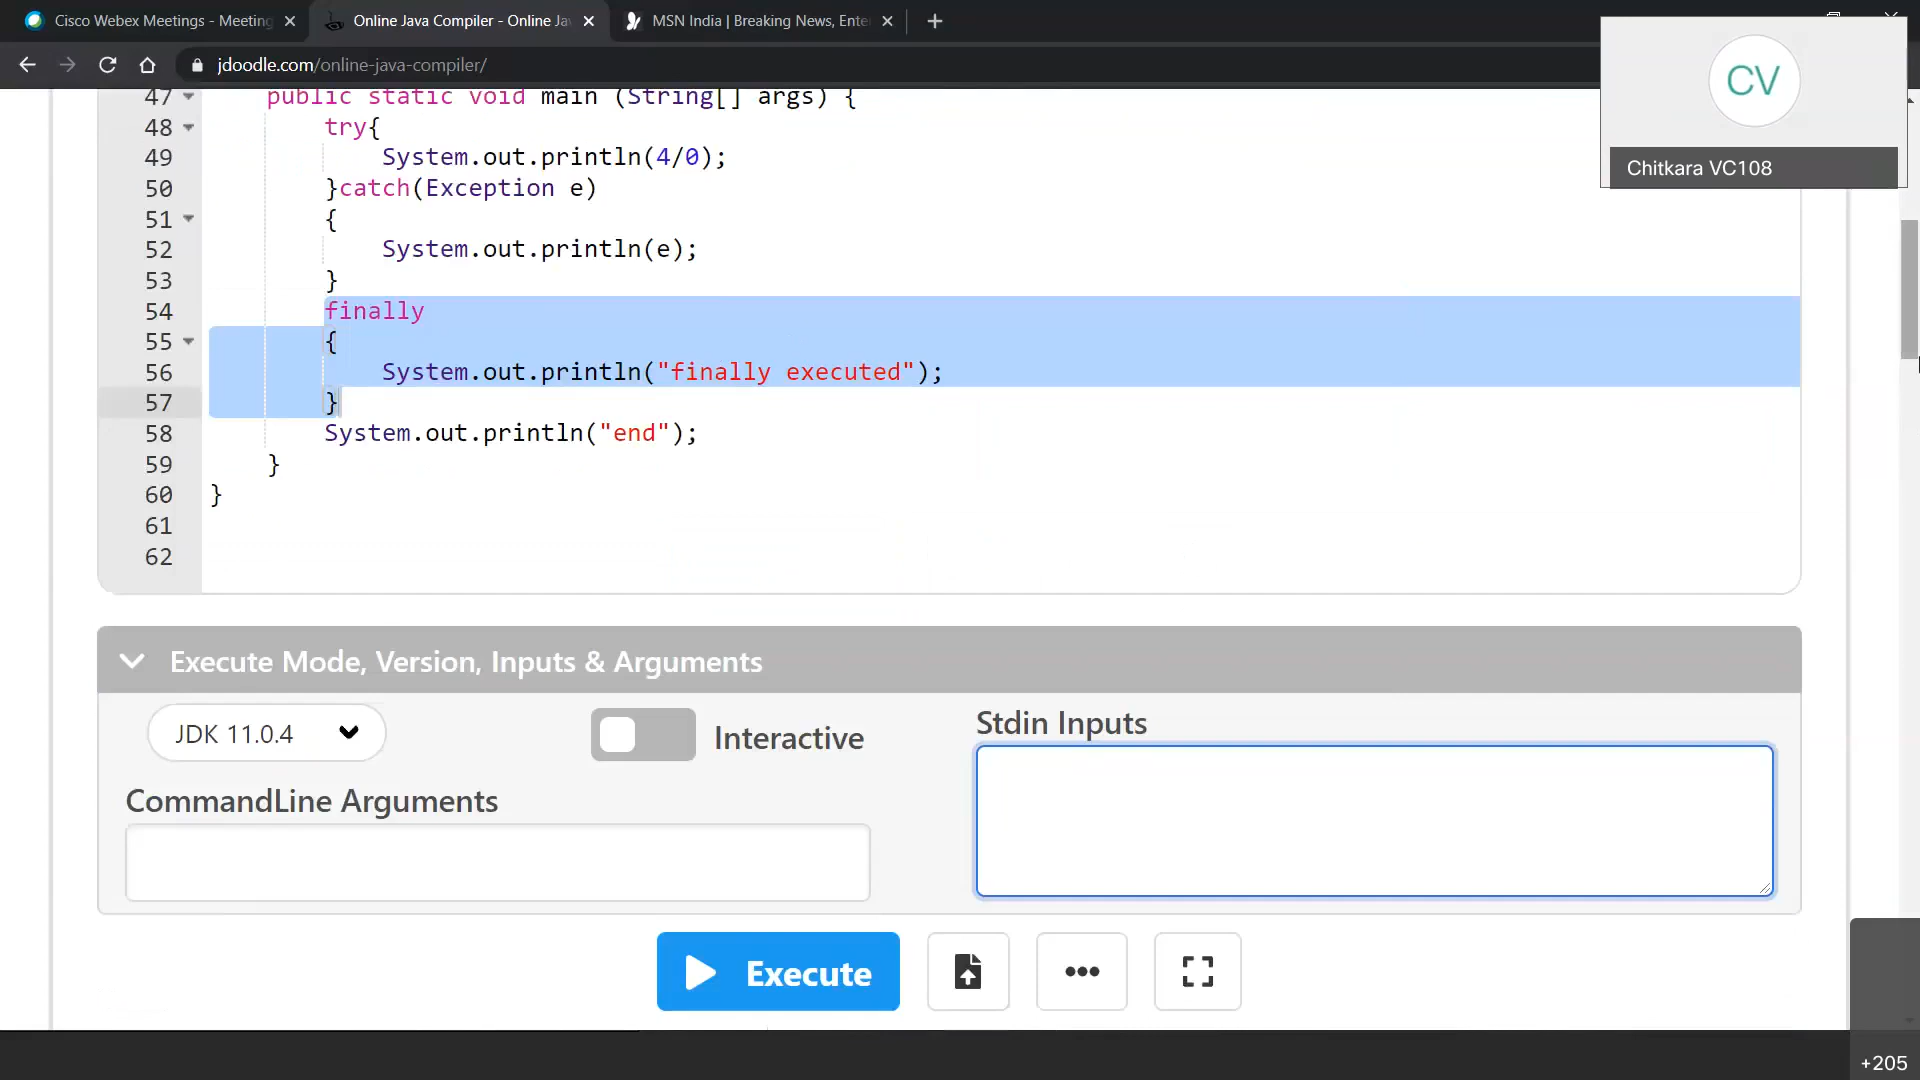 Cisco Webex Meetings - Meeting
Online Java Compiler - Online Ja
MSN India | Breaking News, Ente
jdoodle.com/online-java-compiler/
CV
Chitkara VC108
47 public static void main (String[] args) {
48 try{
49 System.out.println(4/0);
50 }catch(Exception e)
51 {
52 System.out.println(e);
53 }
54 finally
55 {
56 System.out.println("finally executed");
57 }
58 System.out.println("end");
59 }
60 }
61
62
Execute Mode, Version, Inputs & Arguments
JDK 11.0.4
Interactive
Stdin Inputs
CommandLine Arguments
Execute
+205